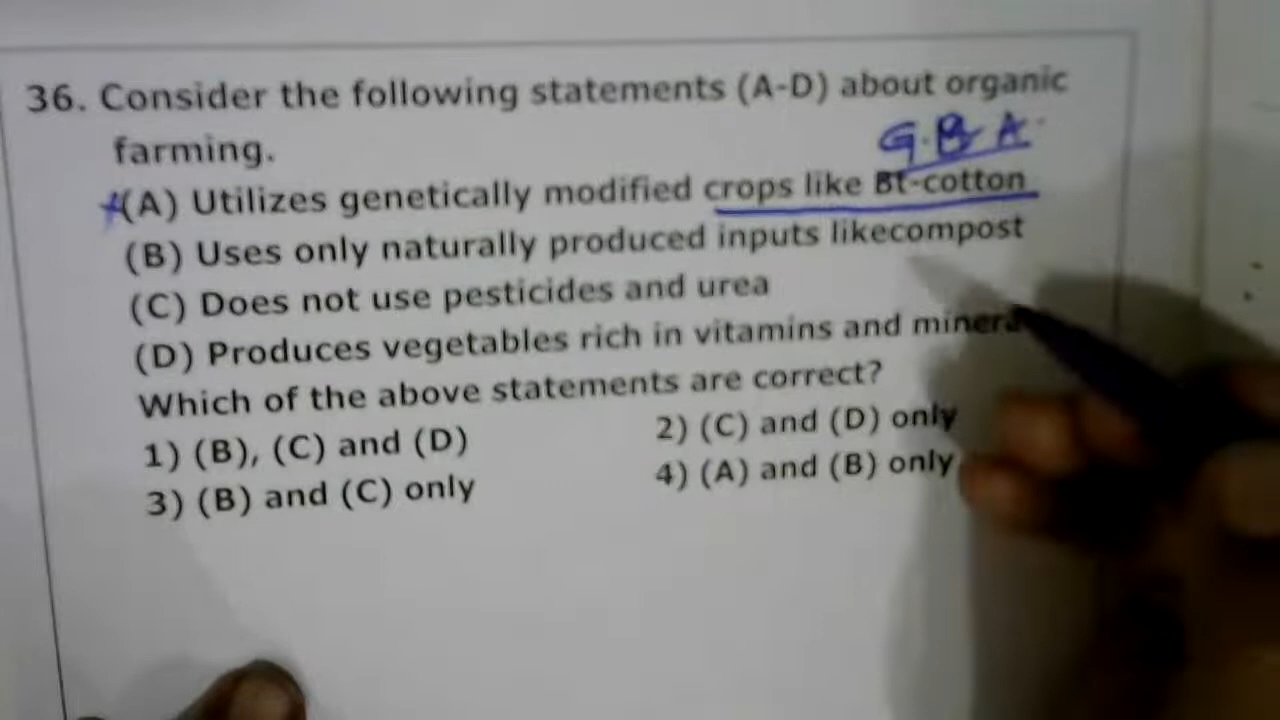 36. Consider the following statements (A-D) about organic
farming.
G.B A.
(A) Utilizes genetically modified crops like Bt-cotton
(B) Uses only naturally produced inputs likecompost
(C) Does not use pesticides and urea
(D) Produces vegetables rich in vitamins and
Which of the above statements are correct?
1) (B), (C) and (D)
2) (C) and (D) only
3) (B) and (C) only
4) (A) and (B) only